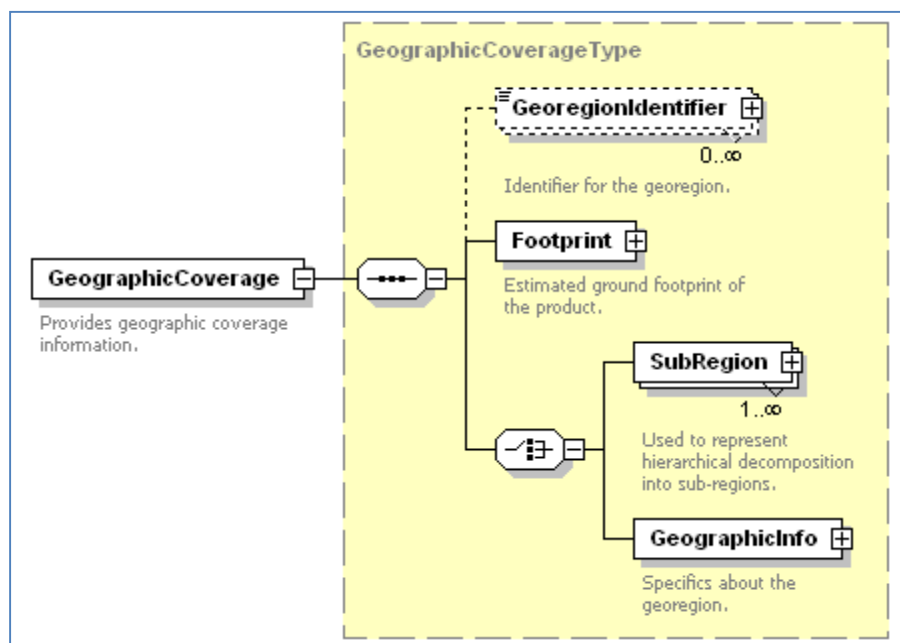 GeographicCoverageType
GeoregionIdentifier
0..∞
Identifier for the georegion.
Footprint
Estimated ground footprint of
the product.
GeographicCoverage
Provides geographic coverage
information.
SubRegion
1..∞
Used to represent
hierarchical decomposition
into sub-regions.
GeographicInfo
Specifics about the
georegion.